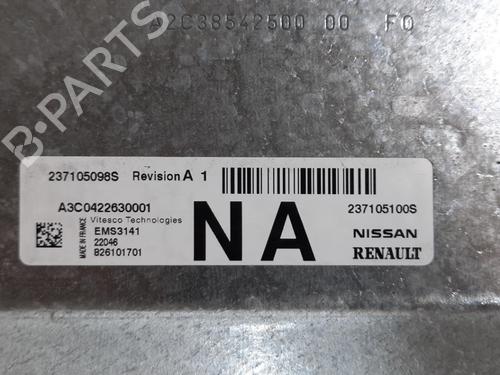 A2C38542500 00 F0
B-PARTS
237105098S Revision A 1
A3C0422630001
Vitesco Technologies
MADE IN FRANCE
EMS3141
22046
826101701
NA
237105100S
NISSAN
RENAULT